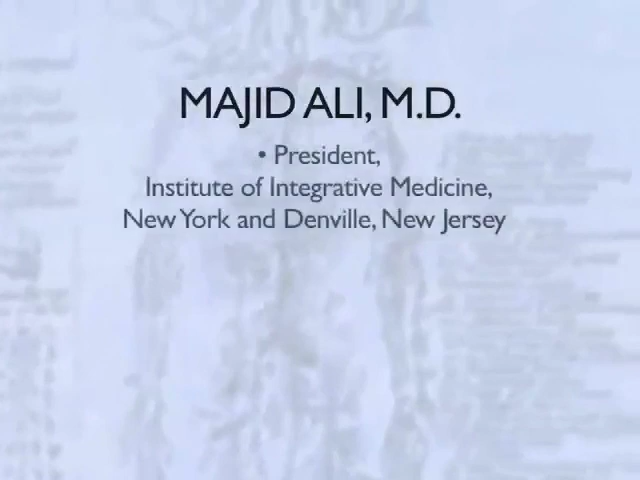 MAJID ALI, M.D.
• President,
Institute of Integrative Medicine,
New York and Denville, New Jersey